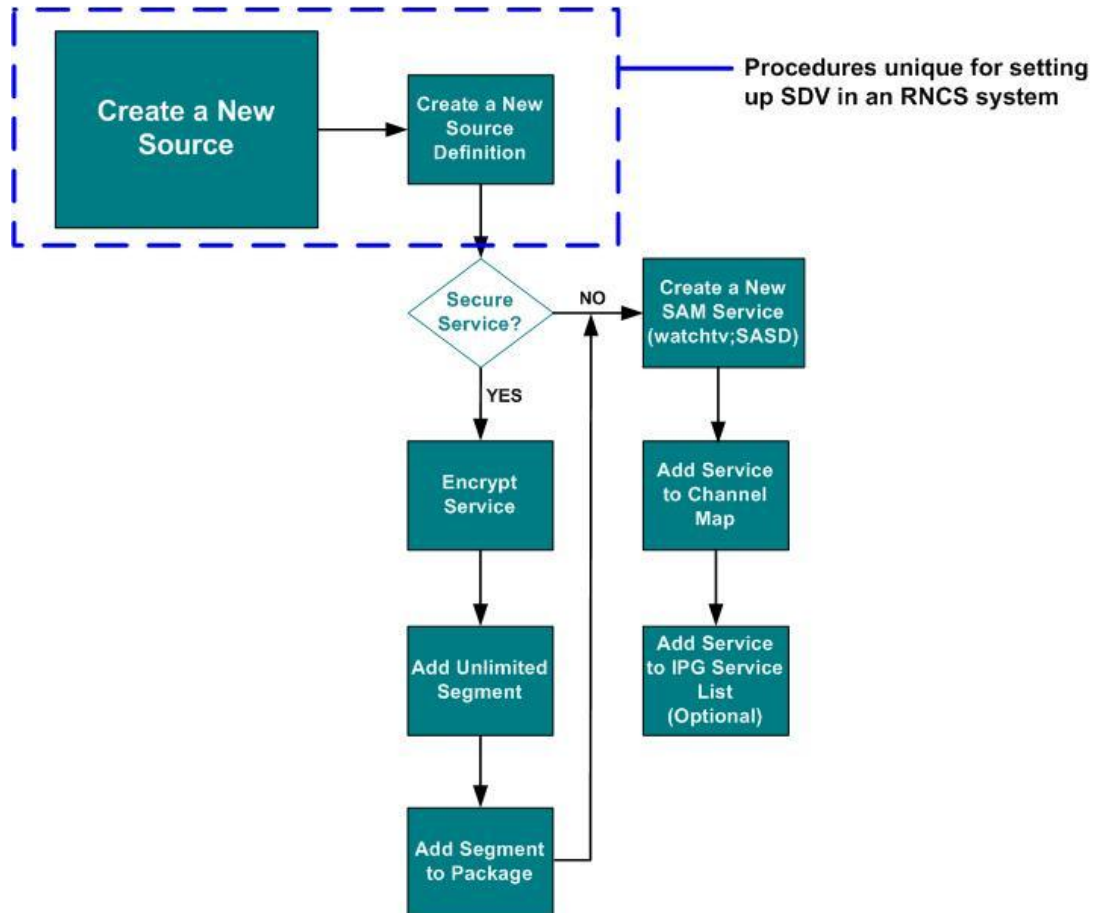 Create a New
Source
Create a New
Source
Definition
Procedures unique for setting
up SDV in an RNCS system
Secure
Service?
NO
YES
Create a New
SAM Service
(watchtv;SASD)
Encrypt
Service
Add Service
to Channel
Map
Add Unlimited
Segment
Add Service
to IPG Service
List
(Optional)
Add Segment
to Package